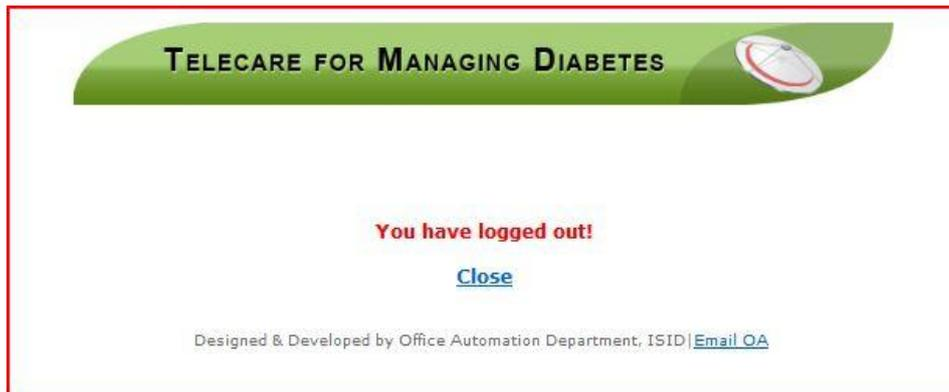 TELECARE FOR MANAGING DIABETES
You have logged out!
Close
Designed & Developed by Office Automation Department, ISID|Email OA